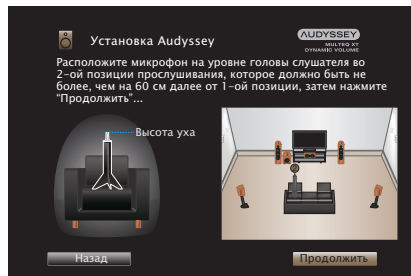 Установка Audyssey
AUDYSSEY
MULTEQ XT
DYNAMIC VOLUME
Расположите микрофон на уровне головы слушателя во
2-ой позиции прослушивания, которое должно быть не
более, чем на 60 см далее от 1-ой позиции, затем нажмите
"Продолжить"...
Высота уха
Назад
Продолжить